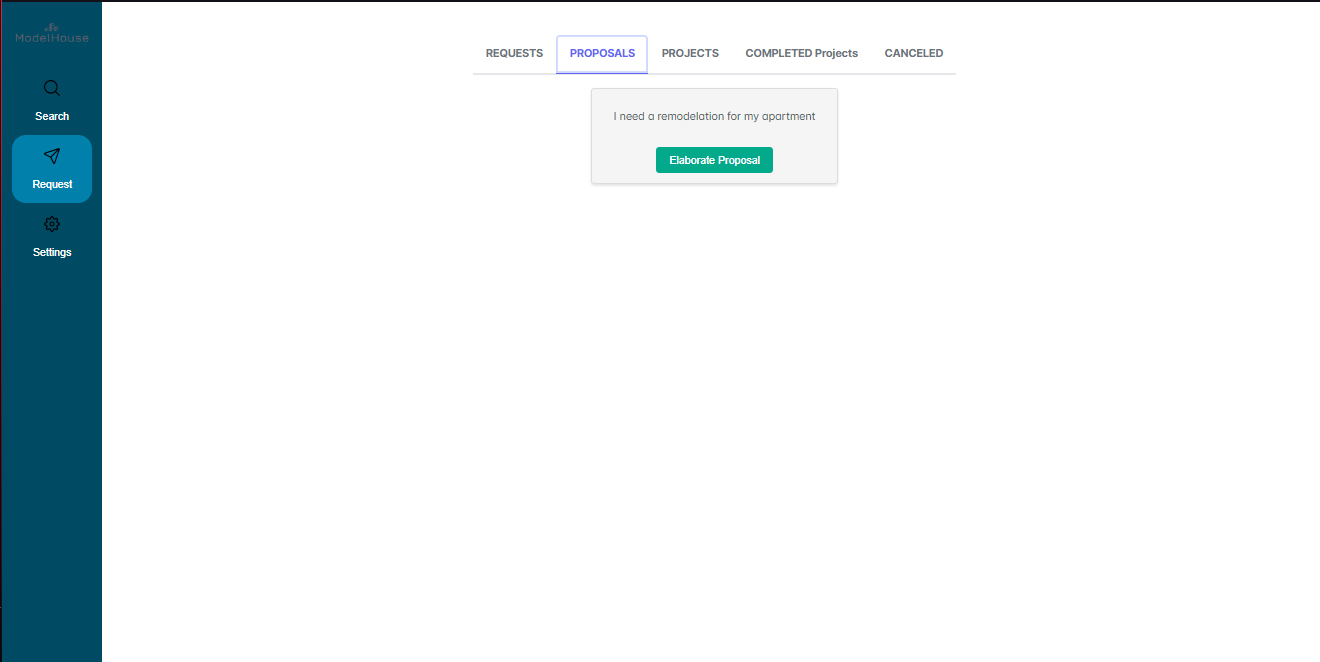 ModelHouse
Search
Request
Settings
REQUESTS PROPOSALS PROJECTS COMPLETED Projects CANCELED
I need a remodelation for my apartment
Elaborate Proposal